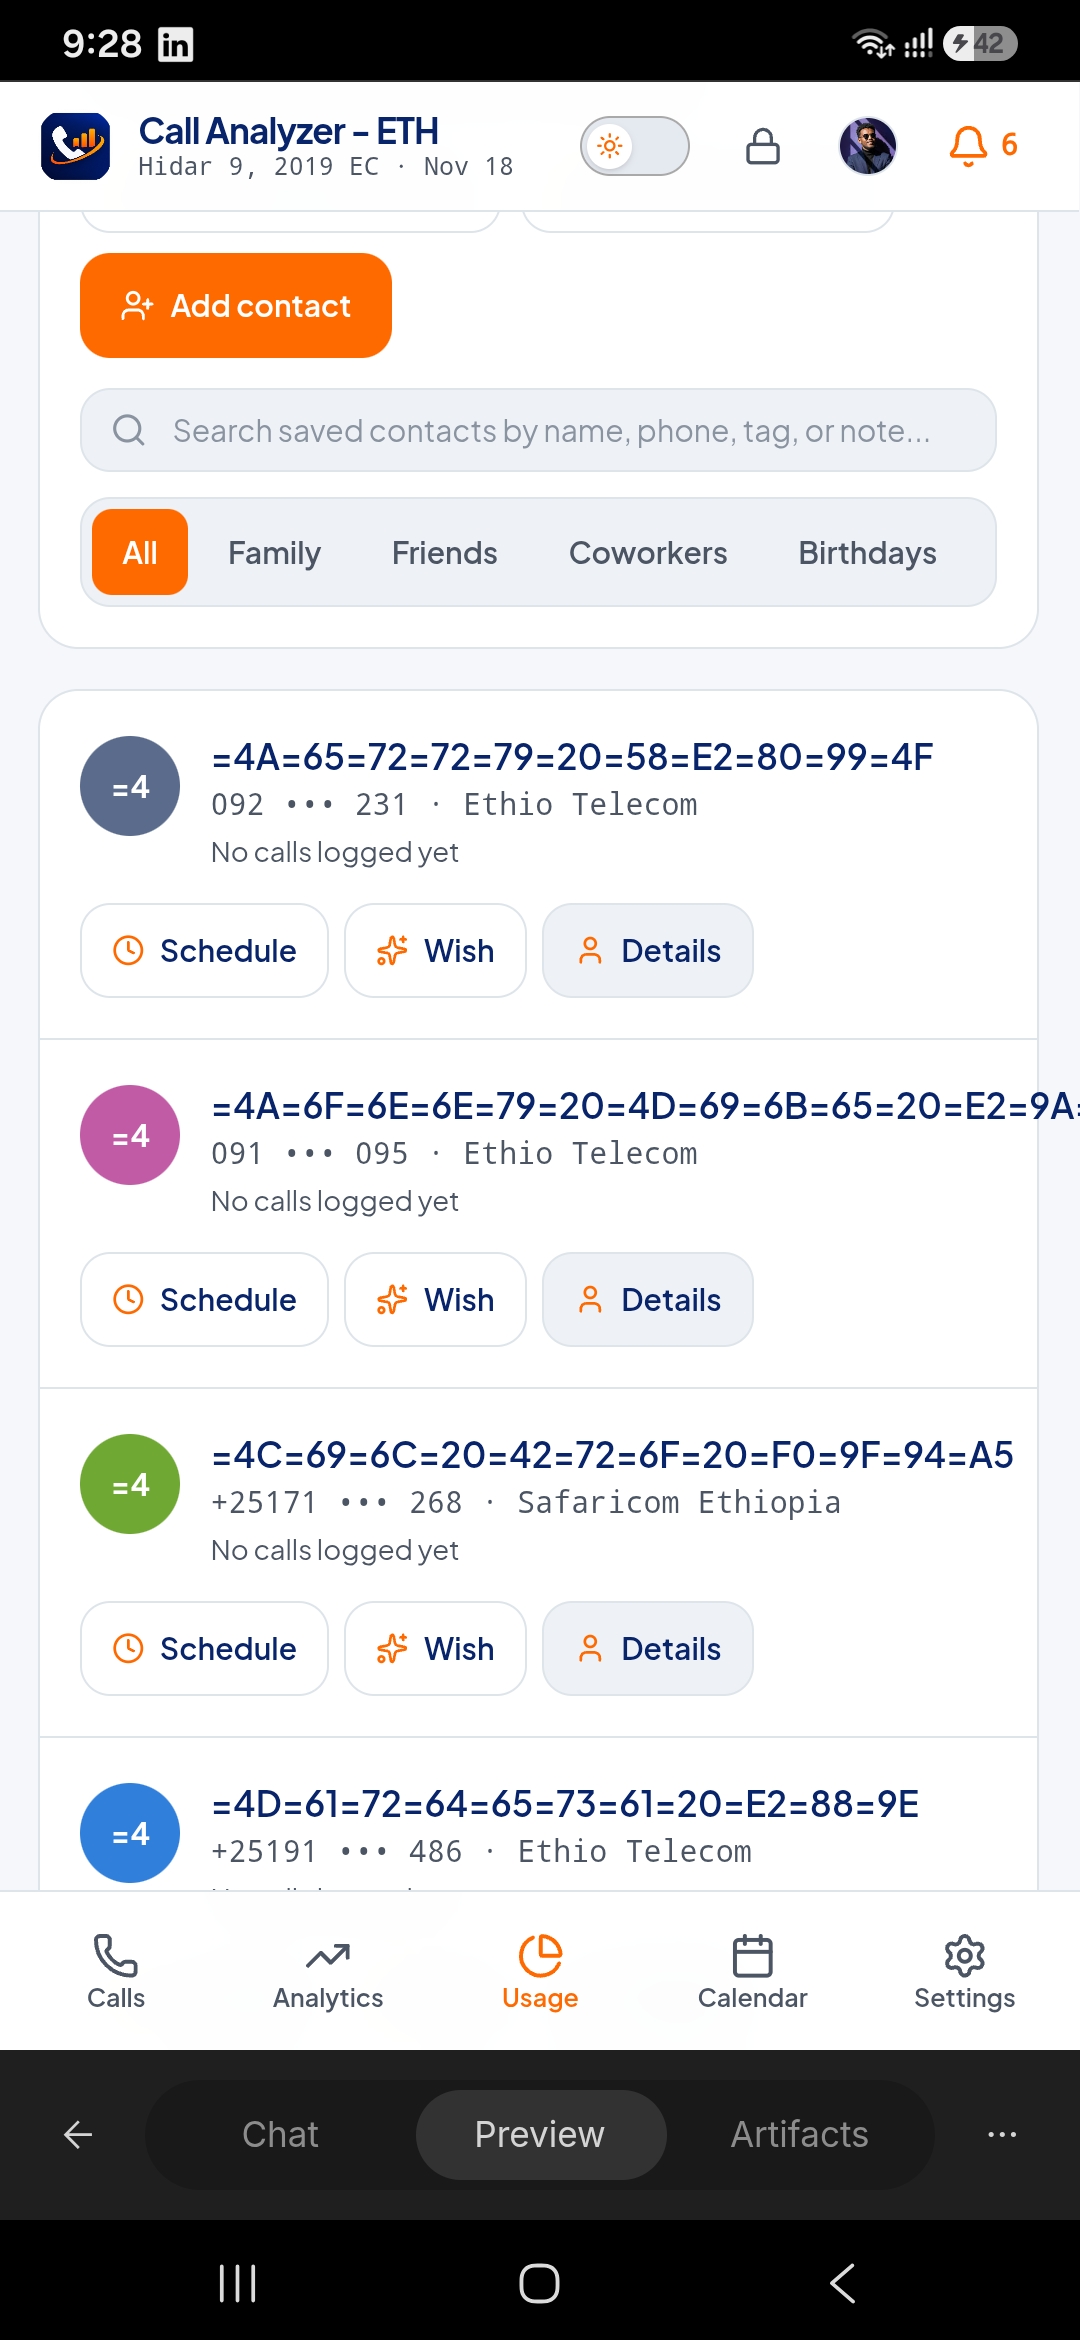 9:28
42
Call Analyzer – ETH
Hidar 9, 2019 EC · Nov 18
6
Add contact
Search saved contacts by name, phone, tag, or note...
All Family Friends Coworkers Birthdays
=4
=4A=65=72=72=79=20=58=E2=80=99=4F
092 ••• 231 · Ethio Telecom
No calls logged yet
Schedule Wish Details
=4
=4A=6F=6E=6E=79=20=4D=69=6B=65=20=E2=9A=
091 ••• 095 · Ethio Telecom
No calls logged yet
Schedule Wish Details
=4
=4C=69=6C=20=42=72=6F=20=F0=9F=94=A5
+25171 ••• 268 · Safaricom Ethiopia
No calls logged yet
Schedule Wish Details
=4
=4D=61=72=64=65=73=61=20=E2=88=9E
+25191 ••• 486 · Ethio Telecom
Calls Analytics Usage Calendar Settings
Chat Preview Artifacts